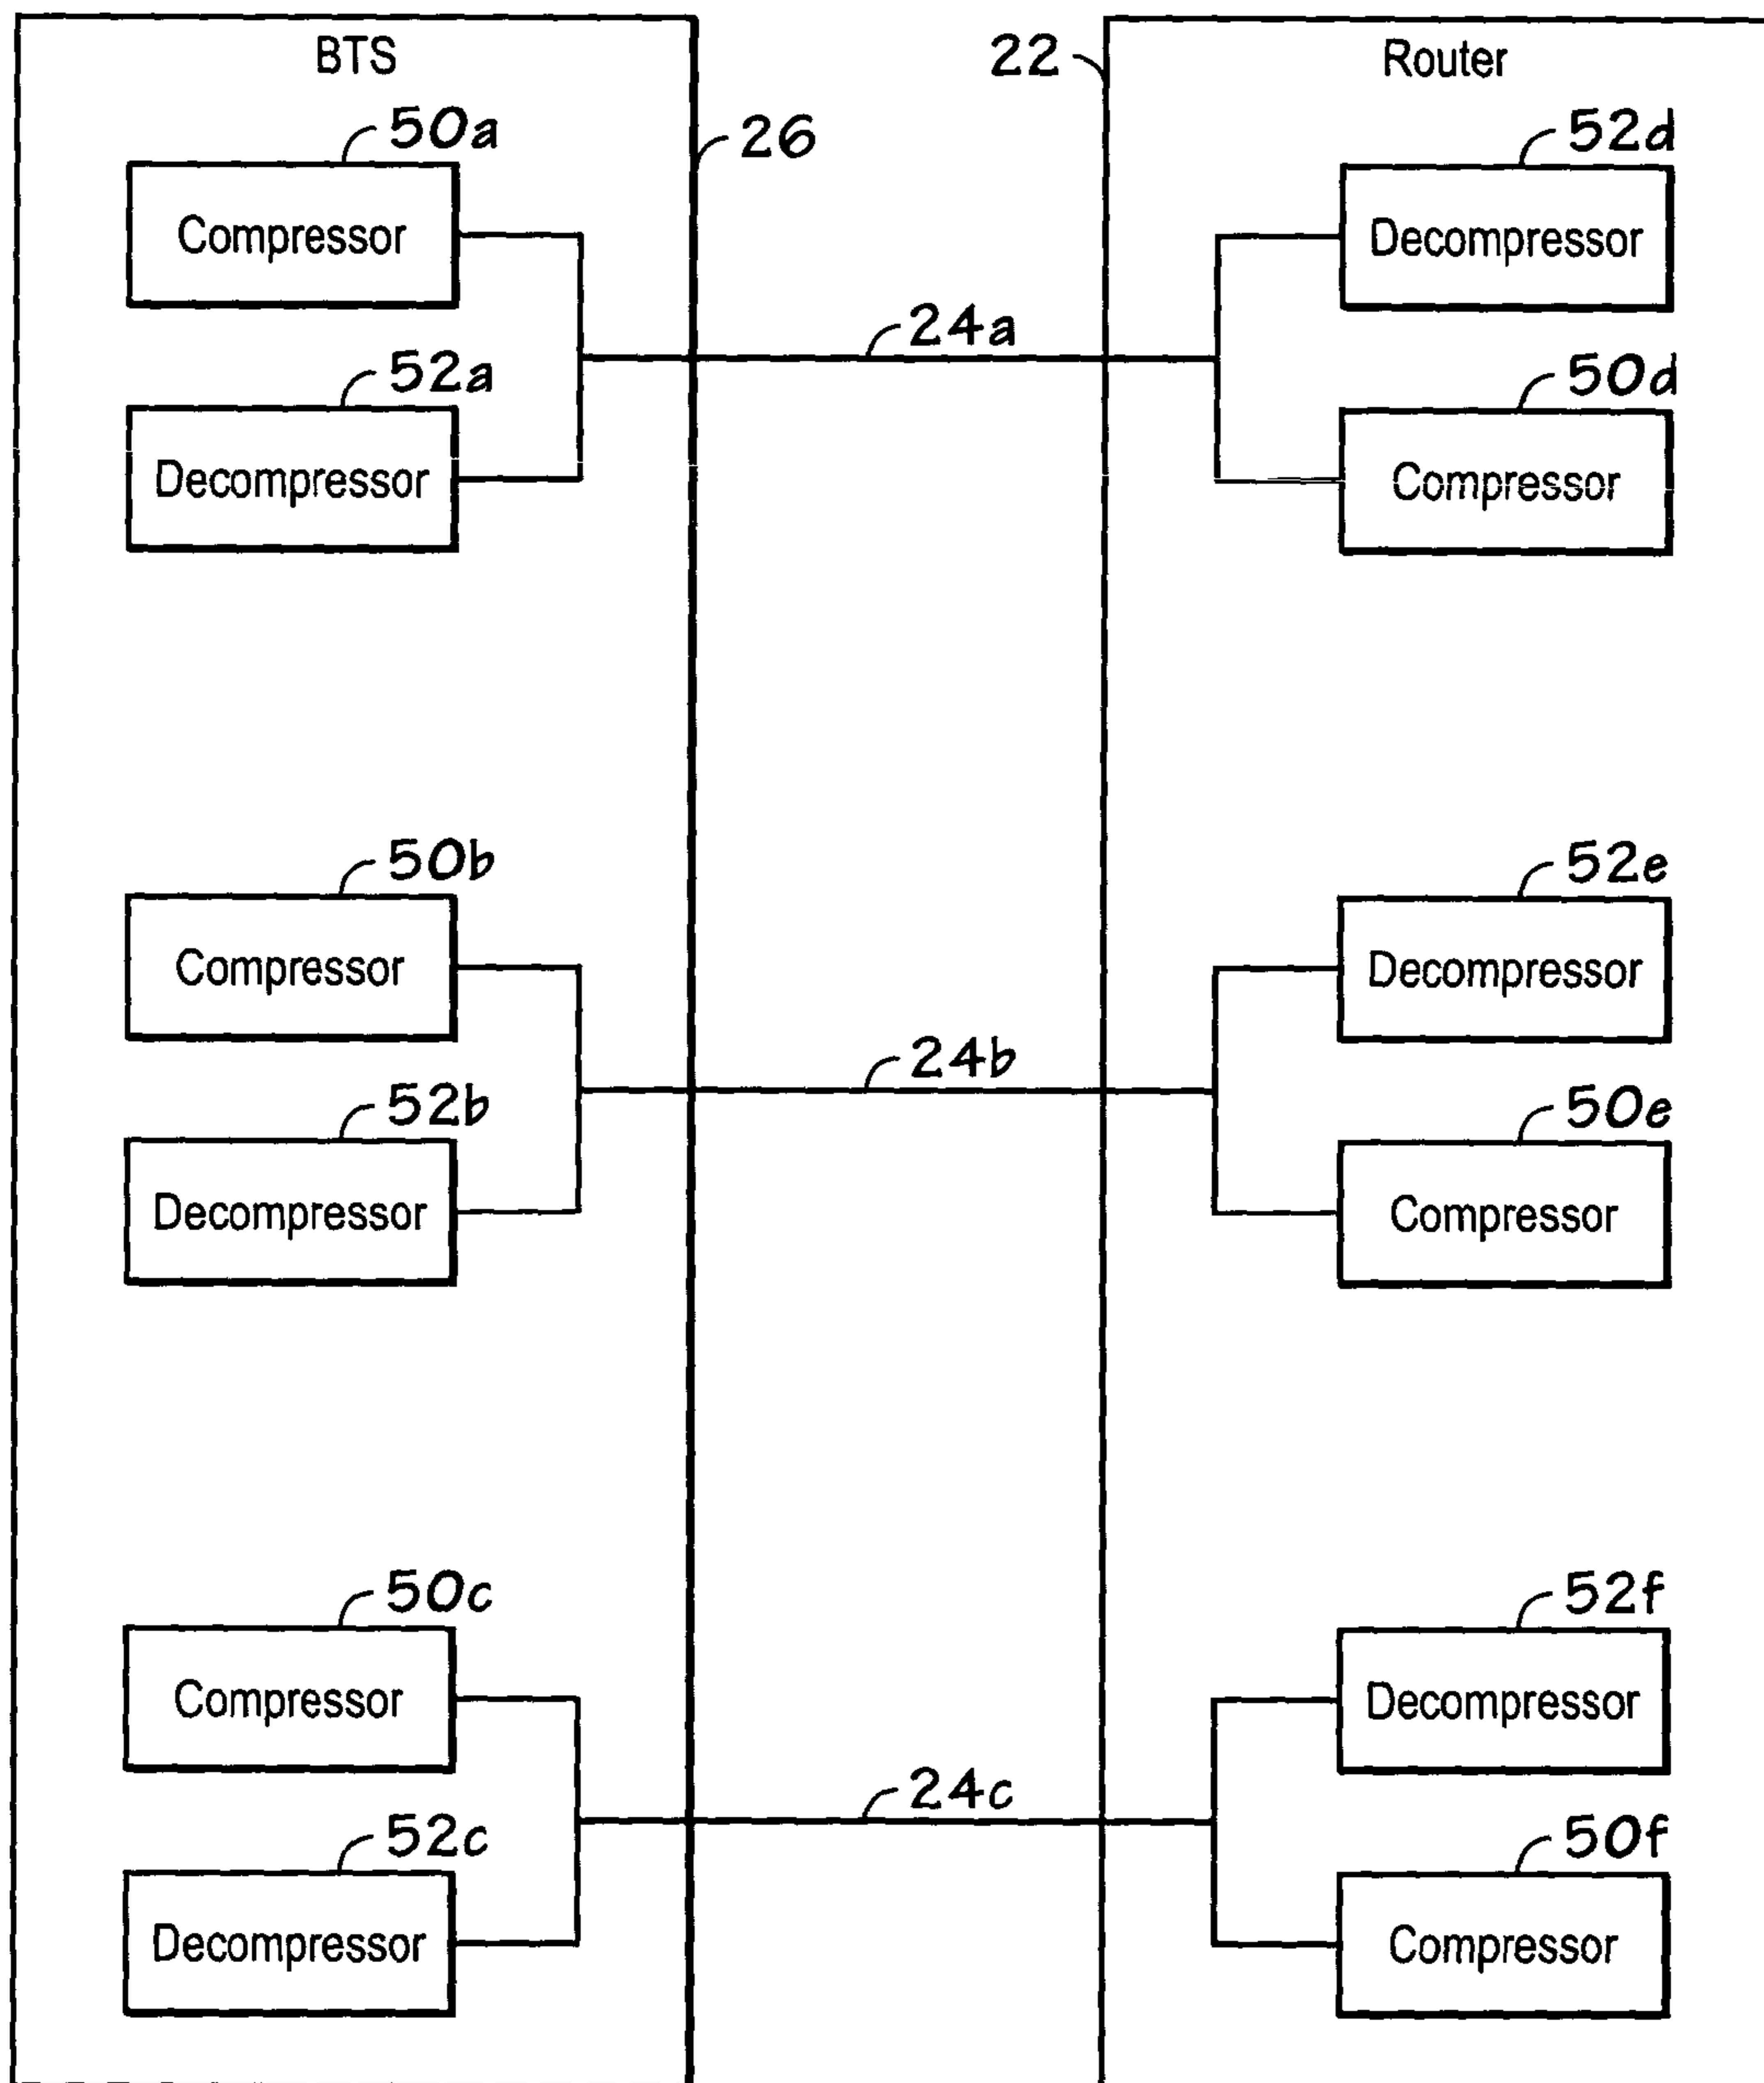 BTS
22
Router
50a
26
52d
Compressor
Decompressor
24a
52a
50d
Decompressor
Compressor
50b
52e
Compressor
Decompressor
24b
52b
50e
Decompressor
Compressor
50c
52f
Compressor
Decompressor
24c
52c
50f
Decompressor
Compressor